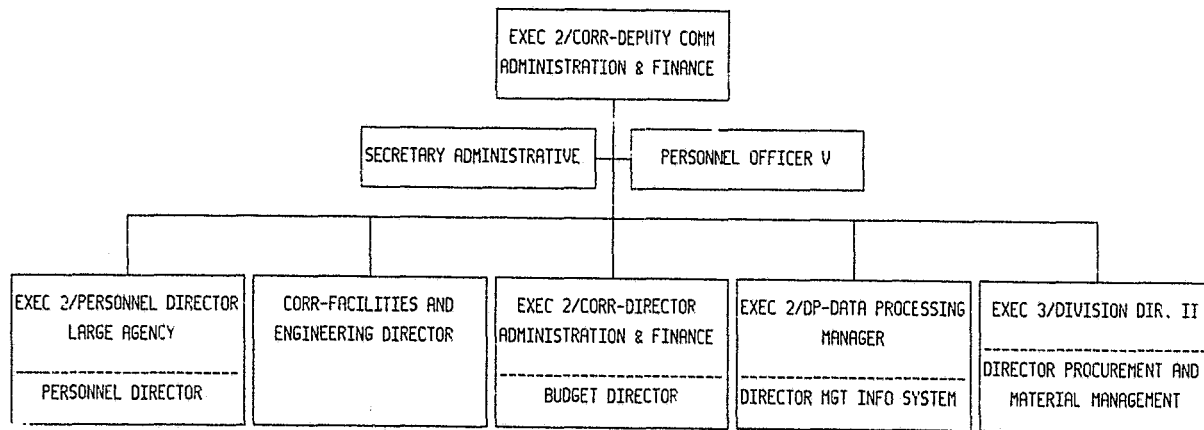 EXEC 2/CORR-DEPUTY COMM
ADMINISTRATION & FINANCE
SECRETARY ADMINISTRATIVE
PERSONNEL OFFICER V
EXEC 2/PERSONNEL DIRECTOR
LARGE AGENCY
PERSONNEL DIRECTOR
CORR-FACILITIES AND
ENGINEERING DIRECTOR
EXEC 2/CORR-DIRECTOR
ADMINISTRATION & FINANCE
BUDGET DIRECTOR
EXEC 2/DP-DATA PROCESSING
MANAGER
DIRECTOR MGT INFO SYSTEM
EXEC 3/DIVISION DIR. II
DIRECTOR PROCUREMENT AND
MATERIAL MANAGEMENT